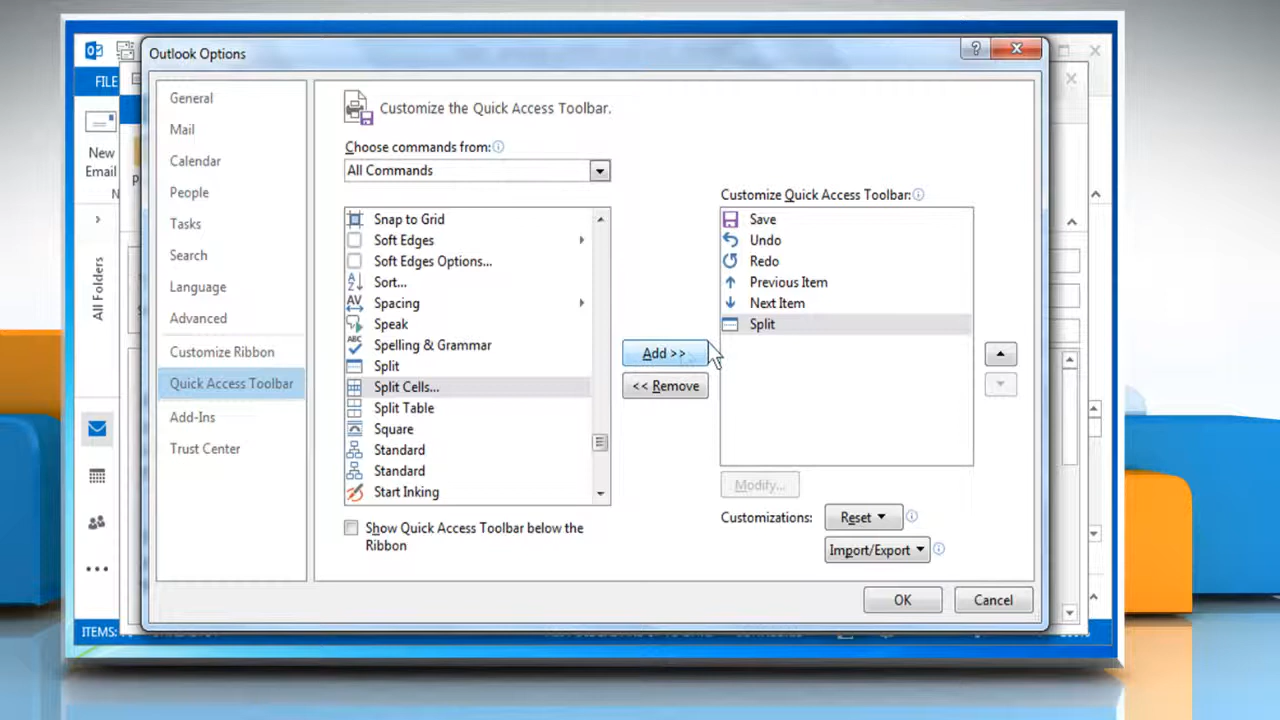 Outlook Options
FILE
New
Email
N
All Folders
ITEMS:
General
Mail
Calendar
People
Tasks
Search
Language
Advanced
Customize Ribbon
Quick Access Toolbar
Add-Ins
Trust Center
Customize the Quick Access Toolbar.
Choose commands from:
All Commands
Snap to Grid
Soft Edges
Soft Edges Options...
Sort...
Spacing
Speak
Spelling & Grammar
Split
Split Cells...
Split Table
Square
Standard
Standard
Start Inking
Show Quick Access Toolbar below the
Ribbon
Add >>
<< Remove
Customize Quick Access Toolbar:
Save
Undo
Redo
Previous Item
Next Item
Split
Modify...
Customizations:
Reset
Import/Export
OK
Cancel